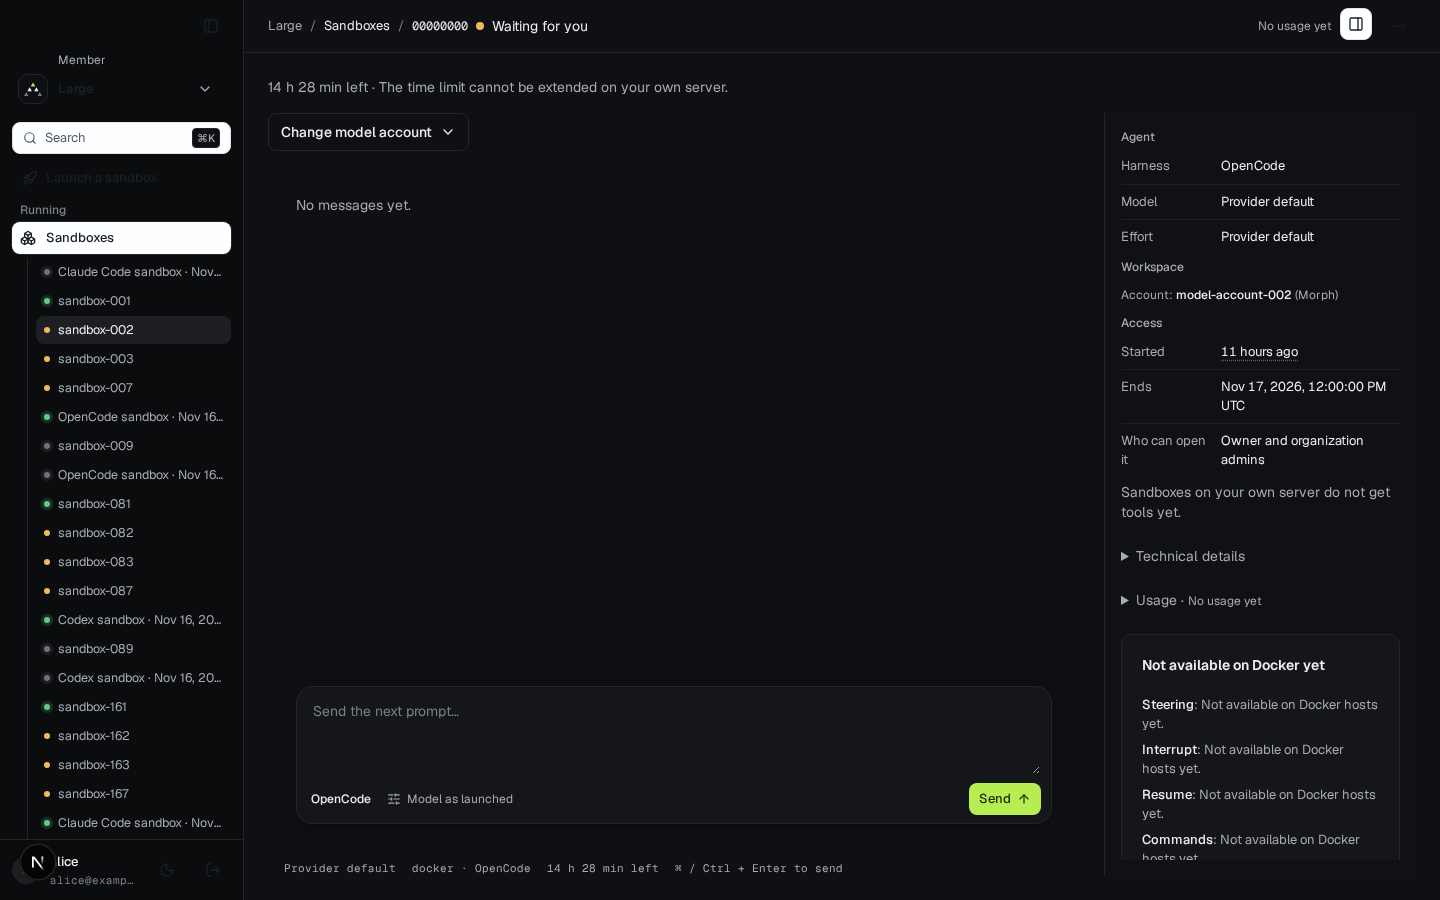 Member
Large
Search ⌘K
Launch a sandbox
Running
Sandboxes
Claude Code sandbox · Nov…
sandbox-001
sandbox-002
sandbox-003
sandbox-007
OpenCode sandbox · Nov 16…
sandbox-009
OpenCode sandbox · Nov 16…
sandbox-081
sandbox-082
sandbox-083
sandbox-087
Codex sandbox · Nov 16, 20…
sandbox-089
Codex sandbox · Nov 16, 20…
sandbox-161
sandbox-162
sandbox-163
sandbox-167
Claude Code sandbox · Nov…
N
lice
alice@examp…
Large / Sandboxes / 00000000 Waiting for you
No usage yet
14 h 28 min left · The time limit cannot be extended on your own server.
Change model account
No messages yet.
Send the next prompt…
OpenCode Model as launched
Send
Provider default docker · OpenCode 14 h 28 min left ⌘ / Ctrl + Enter to send
Agent
Harness OpenCode
Model Provider default
Effort Provider default
Workspace
Account: model-account-002 (Morph)
Access
Started 11 hours ago
Ends Nov 17, 2026, 12:00:00 PM
UTC
Who can open Owner and organization
it admins
Sandboxes on your own server do not get
tools yet.
Technical details
Usage · No usage yet
Not available on Docker yet
Steering: Not available on Docker hosts
yet.
Interrupt: Not available on Docker
hosts yet.
Resume: Not available on Docker hosts
yet.
Commands: Not available on Docker
hosts yet.